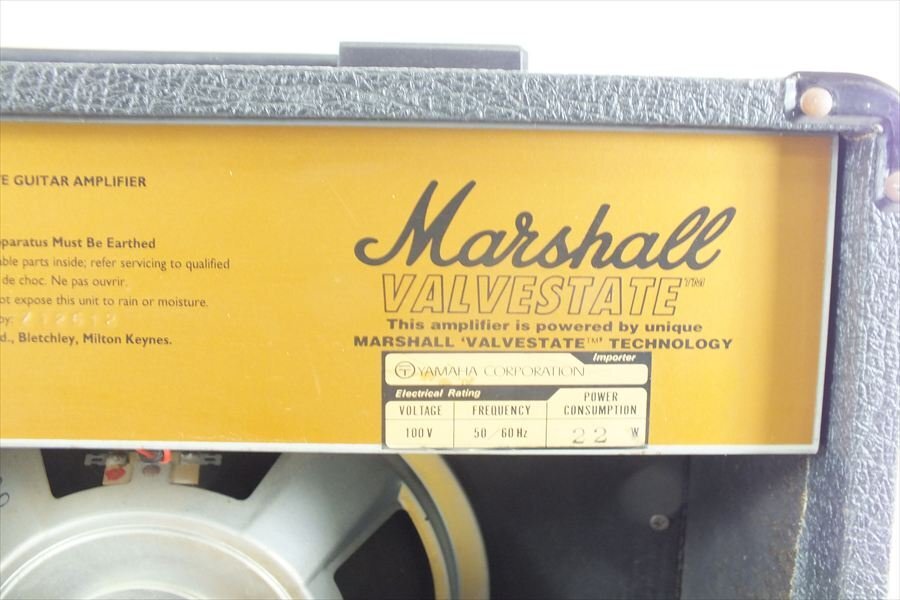 E GUITAR AMPLIFIER
pparatus Must Be Earthed
able parts inside; refer servicing to qualified
de choc. Ne pas ouvrir.
ot expose this unit to rain or moisture.
by:
d., Bletchley, Milton Keynes.
Marshall
VALVESTATE™
This amplifier is powered by unique
MARSHALL 'VALVESTATE™' TECHNOLOGY
Importer
YAMAHA CORPORATION
Electrical Rating
VOLTAGE FREQUENCY POWER CONSUMPTION
100V 50/60Hz 22 W